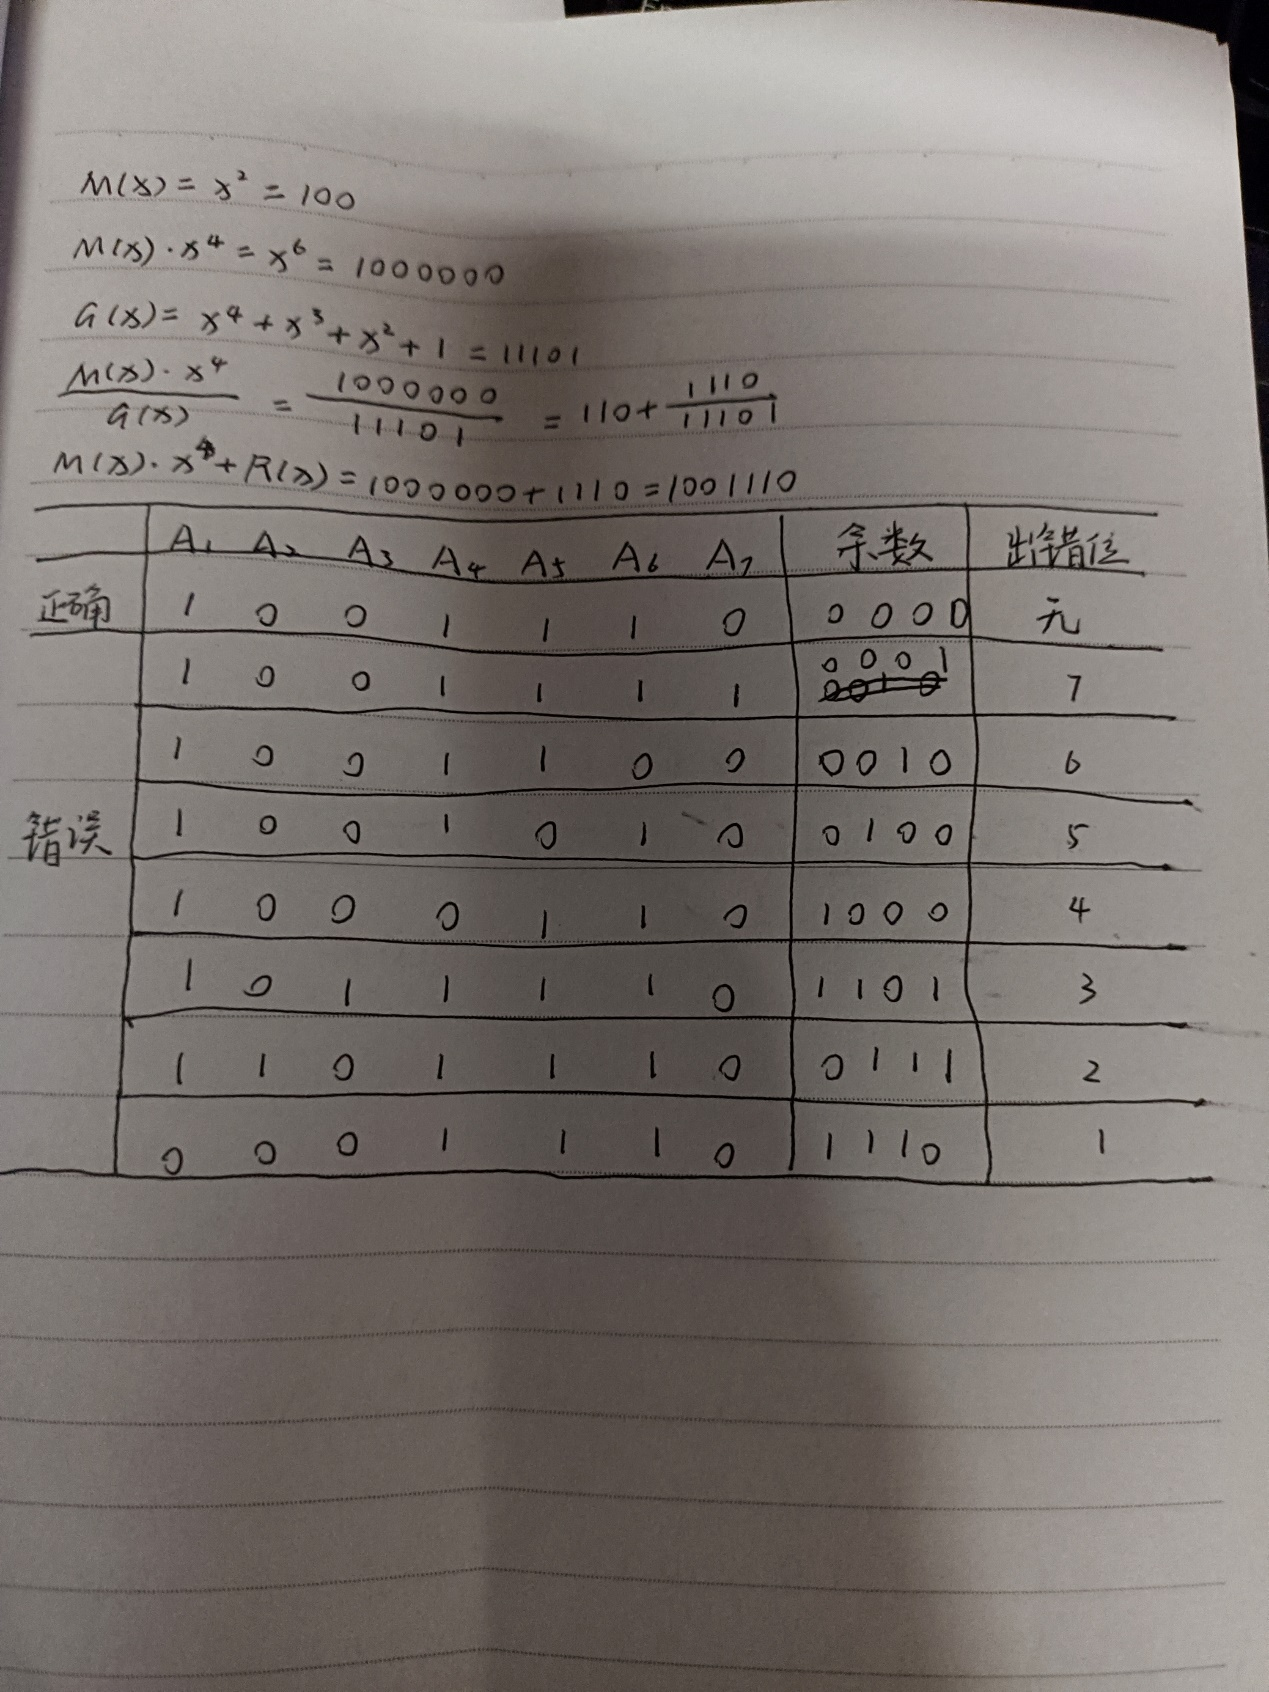 M(x) = x² = 100
M(x)·x⁴ = x⁶ = 1000000
G(x) = x⁴ + x³ + x² + 1 = 11101
M(x)·x⁴ / G(x) = 1000000 / 11101 = 110 + 1110 / 11101
M(x)·x⁴ + R(x) = 1000000 + 1110 = 1001110
A₁ A₂ A₃ A₄ A₅ A₆ A₇ 余数 出错位
正确 1 0 0 1 1 1 0 0000 无
1 0 0 1 1 1 1 0001 7
1 0 0 1 1 0 0 0010 6
错误 1 0 0 1 0 1 0 0100 5
1 0 0 0 1 1 0 1000 4
1 0 1 1 1 1 0 1101 3
1 1 0 1 1 1 0 0111 2
0 0 0 1 1 1 0 1110 1